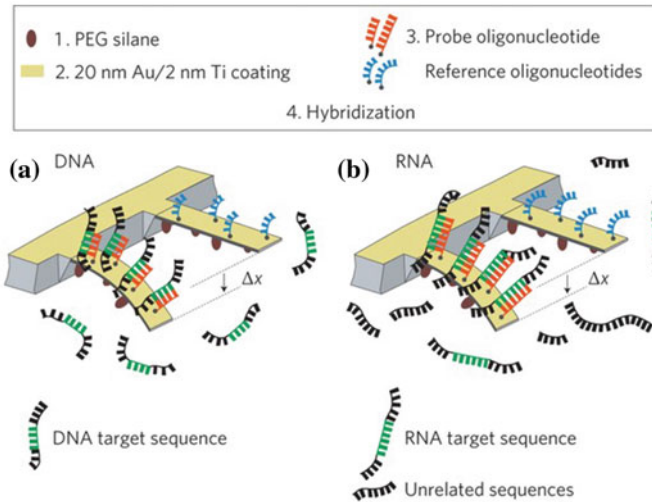 1. PEG silane
2. 20 nm Au/2 nm Ti coating
3. Probe oligonucleotide
Reference oligonucleotides
4. Hybridization
(a) DNA
(b) RNA
Δx
Δx
DNA target sequence
RNA target sequence
Unrelated sequences